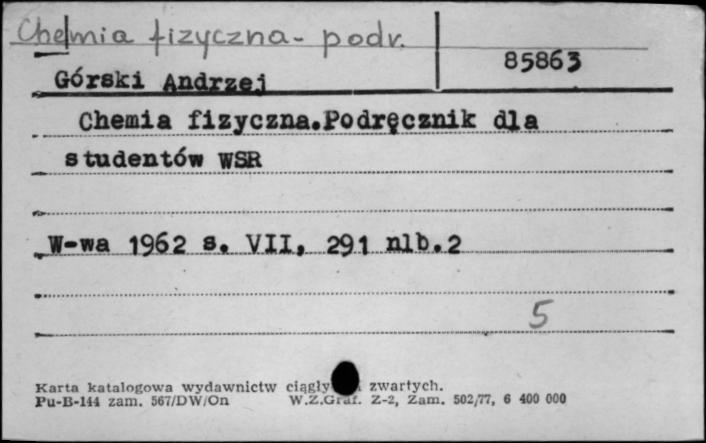 Chemia fizyczna - podr.
85863
Górski Andrzej
Chemia fizyczna.Podręcznik dla
studentów WSR
W-wa 1962 s. VII, 291 nlb.2
5
Karta katalogowa wydawnictw zwartych.
Pu-B-144 zam. 567/DW/On W.Z.Graf. Z-2, Zam. 502/77, 6 400 000